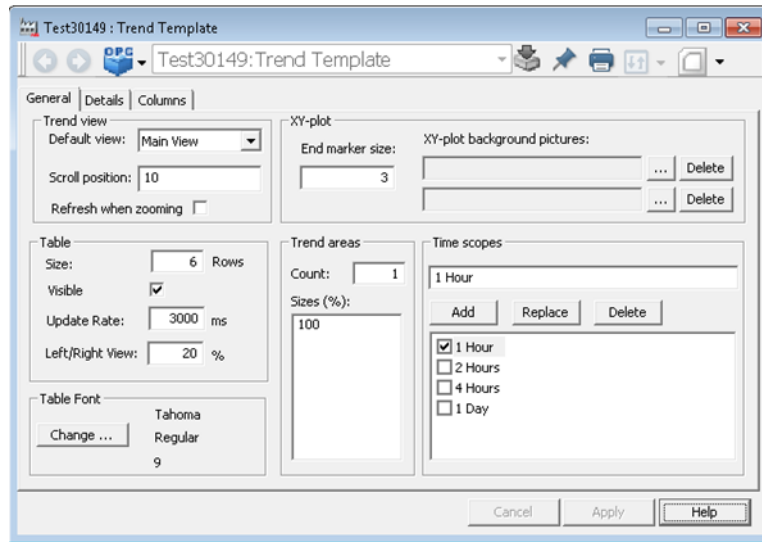 Test30149 : Trend Template
OPC
Test30149:Trend Template
General
Details
Columns
Trend view
Default view:
Main View
Scroll position:
10
Refresh when zooming
XY-plot
End marker size:
3
XY-plot background pictures:
...
Delete
...
Delete
Table
Size:
6
Rows
Visible
Update Rate:
3000
ms
Left/Right View:
20
%
Table Font
Change ...
Tahoma
Regular
9
Trend areas
Count:
1
Sizes (%):
100
Time scopes
1 Hour
Add
Replace
Delete
1 Hour
2 Hours
4 Hours
1 Day
Cancel
Apply
Help